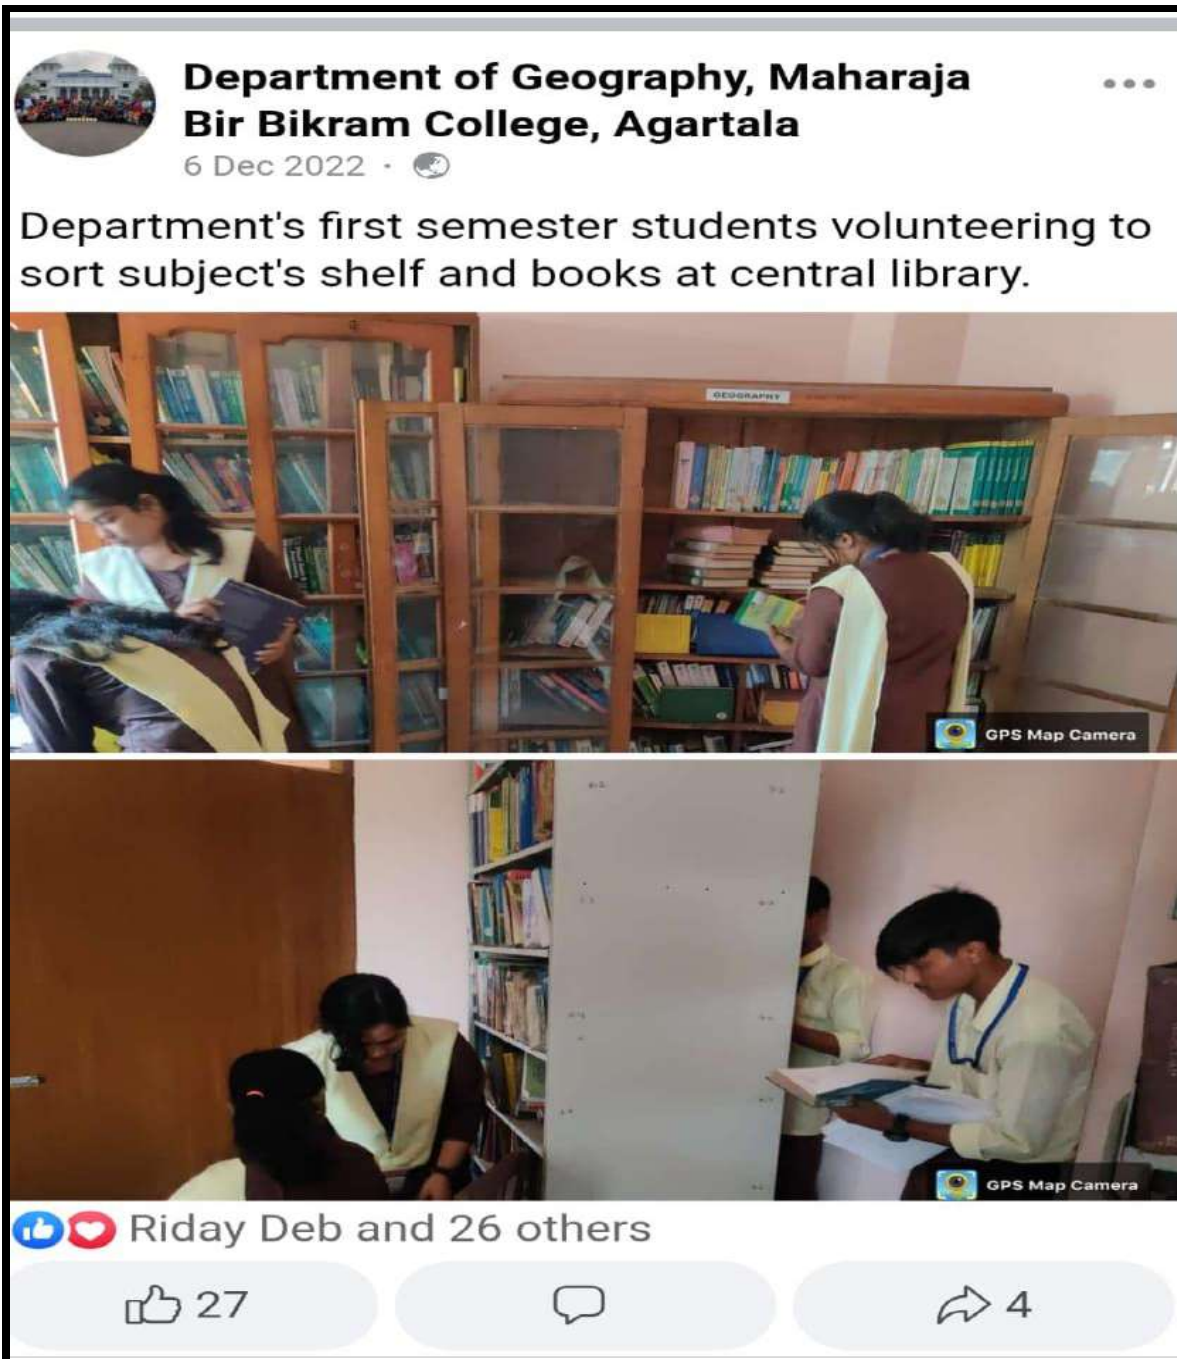 Department of Geography, Maharaja
Bir Bikram College, Agartala
6 Dec 2022 ·
Department's first semester students volunteering to
sort subject's shelf and books at central library.
GEOGRAPHY
GPS Map Camera
GPS Map Camera
Riday Deb and 26 others
27
4